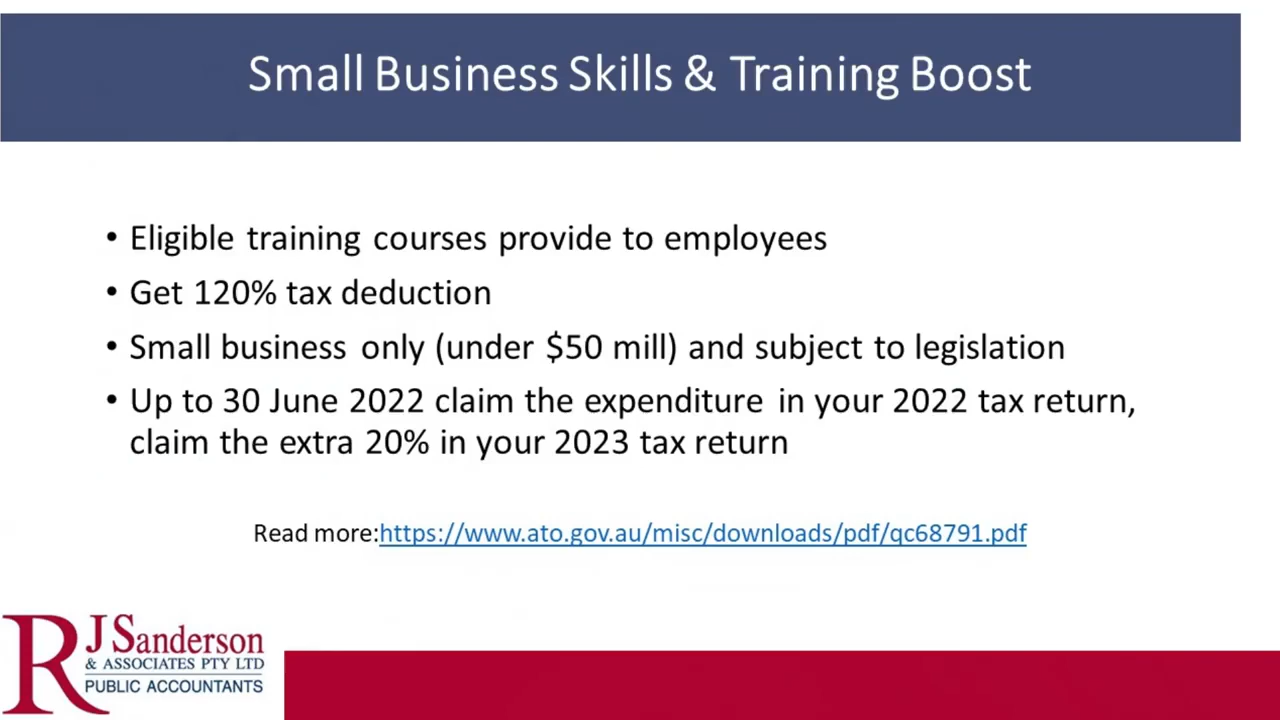 Small Business Skills & Training Boost
• Eligible training courses provide to employees
• Get 120% tax deduction
• Small business only (under $50 mill) and subject to legislation
• Up to 30 June 2022 claim the expenditure in your 2022 tax return,
claim the extra 20% in your 2023 tax return
Read more:https://www.ato.gov.au/misc/downloads/pdf/qc68791.pdf
RJSanderson
& ASSOCIATES PTY LTD
PUBLIC ACCOUNTANTS